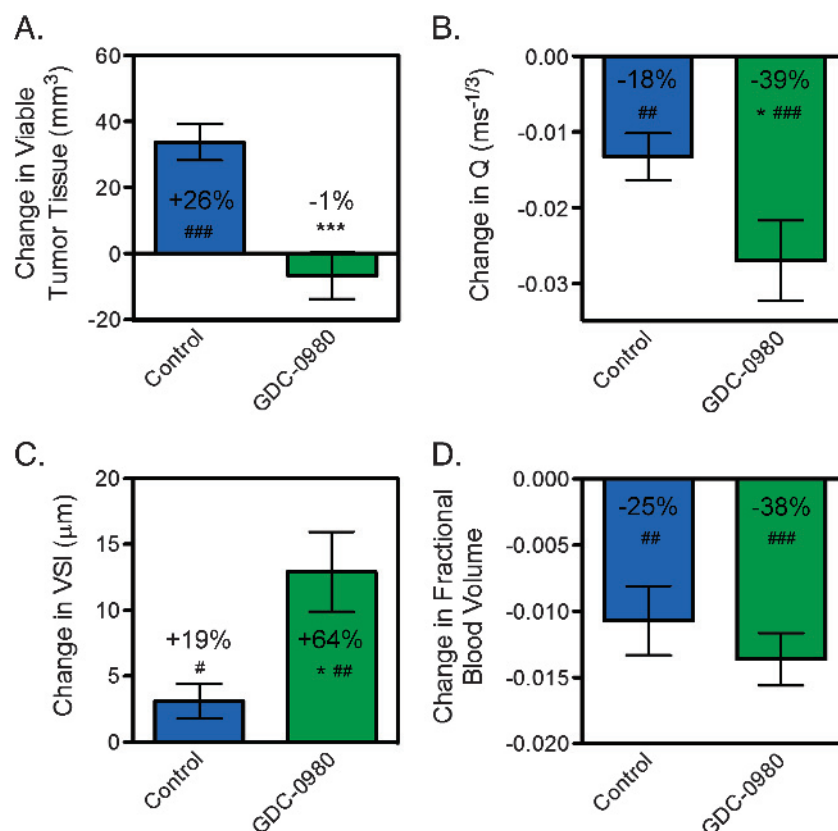 A.
Change in Viable
Tumor Tissue (mm³)
60
40
20
0
-20
+26%
###
-1%
***
Control
GDC-0980
B.
Change in Q (ms⁻¹/³)
0.00
-0.01
-0.02
-0.03
-18%
##
-39%
* ###
Control
GDC-0980
C.
Change in VSI (μm)
20
15
10
5
0
+19%
#
+64%
* ##
Control
GDC-0980
D.
Change in Fractional
Blood Volume
0.000
-0.005
-0.010
-0.015
-0.020
-25%
##
-38%
###
Control
GDC-0980